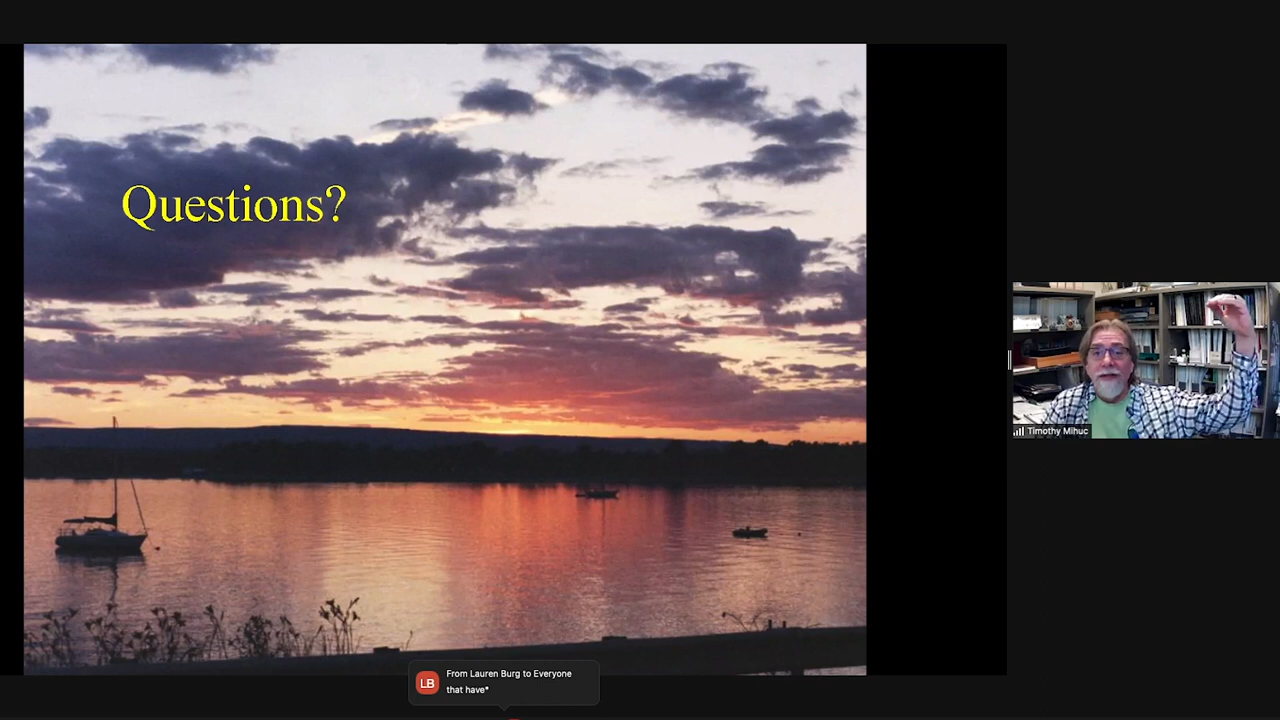 Questions?
Timothy Mihuc
LB
From Lauren Burg to Everyone
that have*